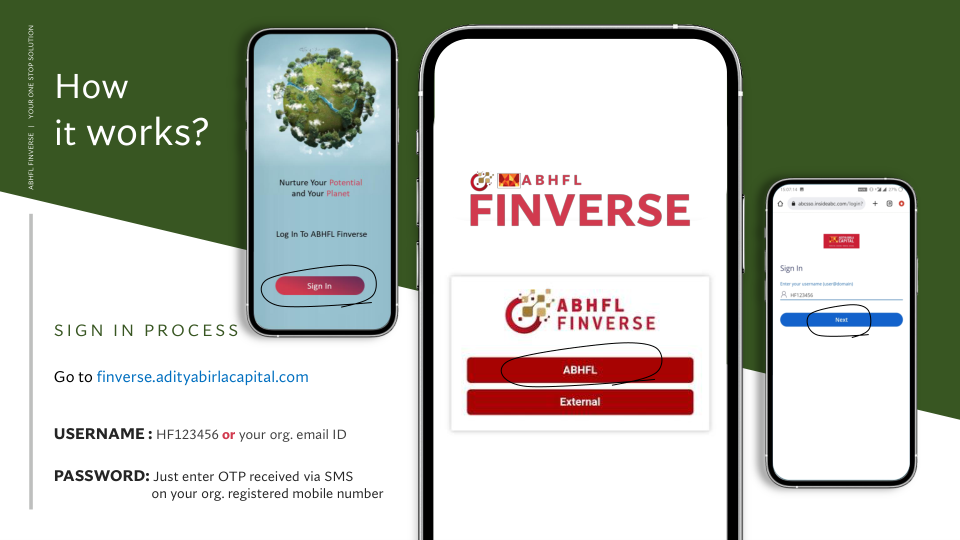 ABHFL FINVERSE | YOUR ONE STOP SOLUTION
How
it works?
SIGN IN PROCESS
Go to finverse.adityabirlacapital.com
USERNAME : HF123456 or your org. email ID
PASSWORD: Just enter OTP received via SMS
on your org. registered mobile number
Nurture Your Potential
and Your Planet
Log In To ABHFL Finverse
Sign In
ABHFL
FINVERSE
ABHFL
FINVERSE
ABHFL
External
27%
abcsso.insideabc.com/login?
CAPITAL
Sign In
Enter your username(user@domain)
HF123456
Next